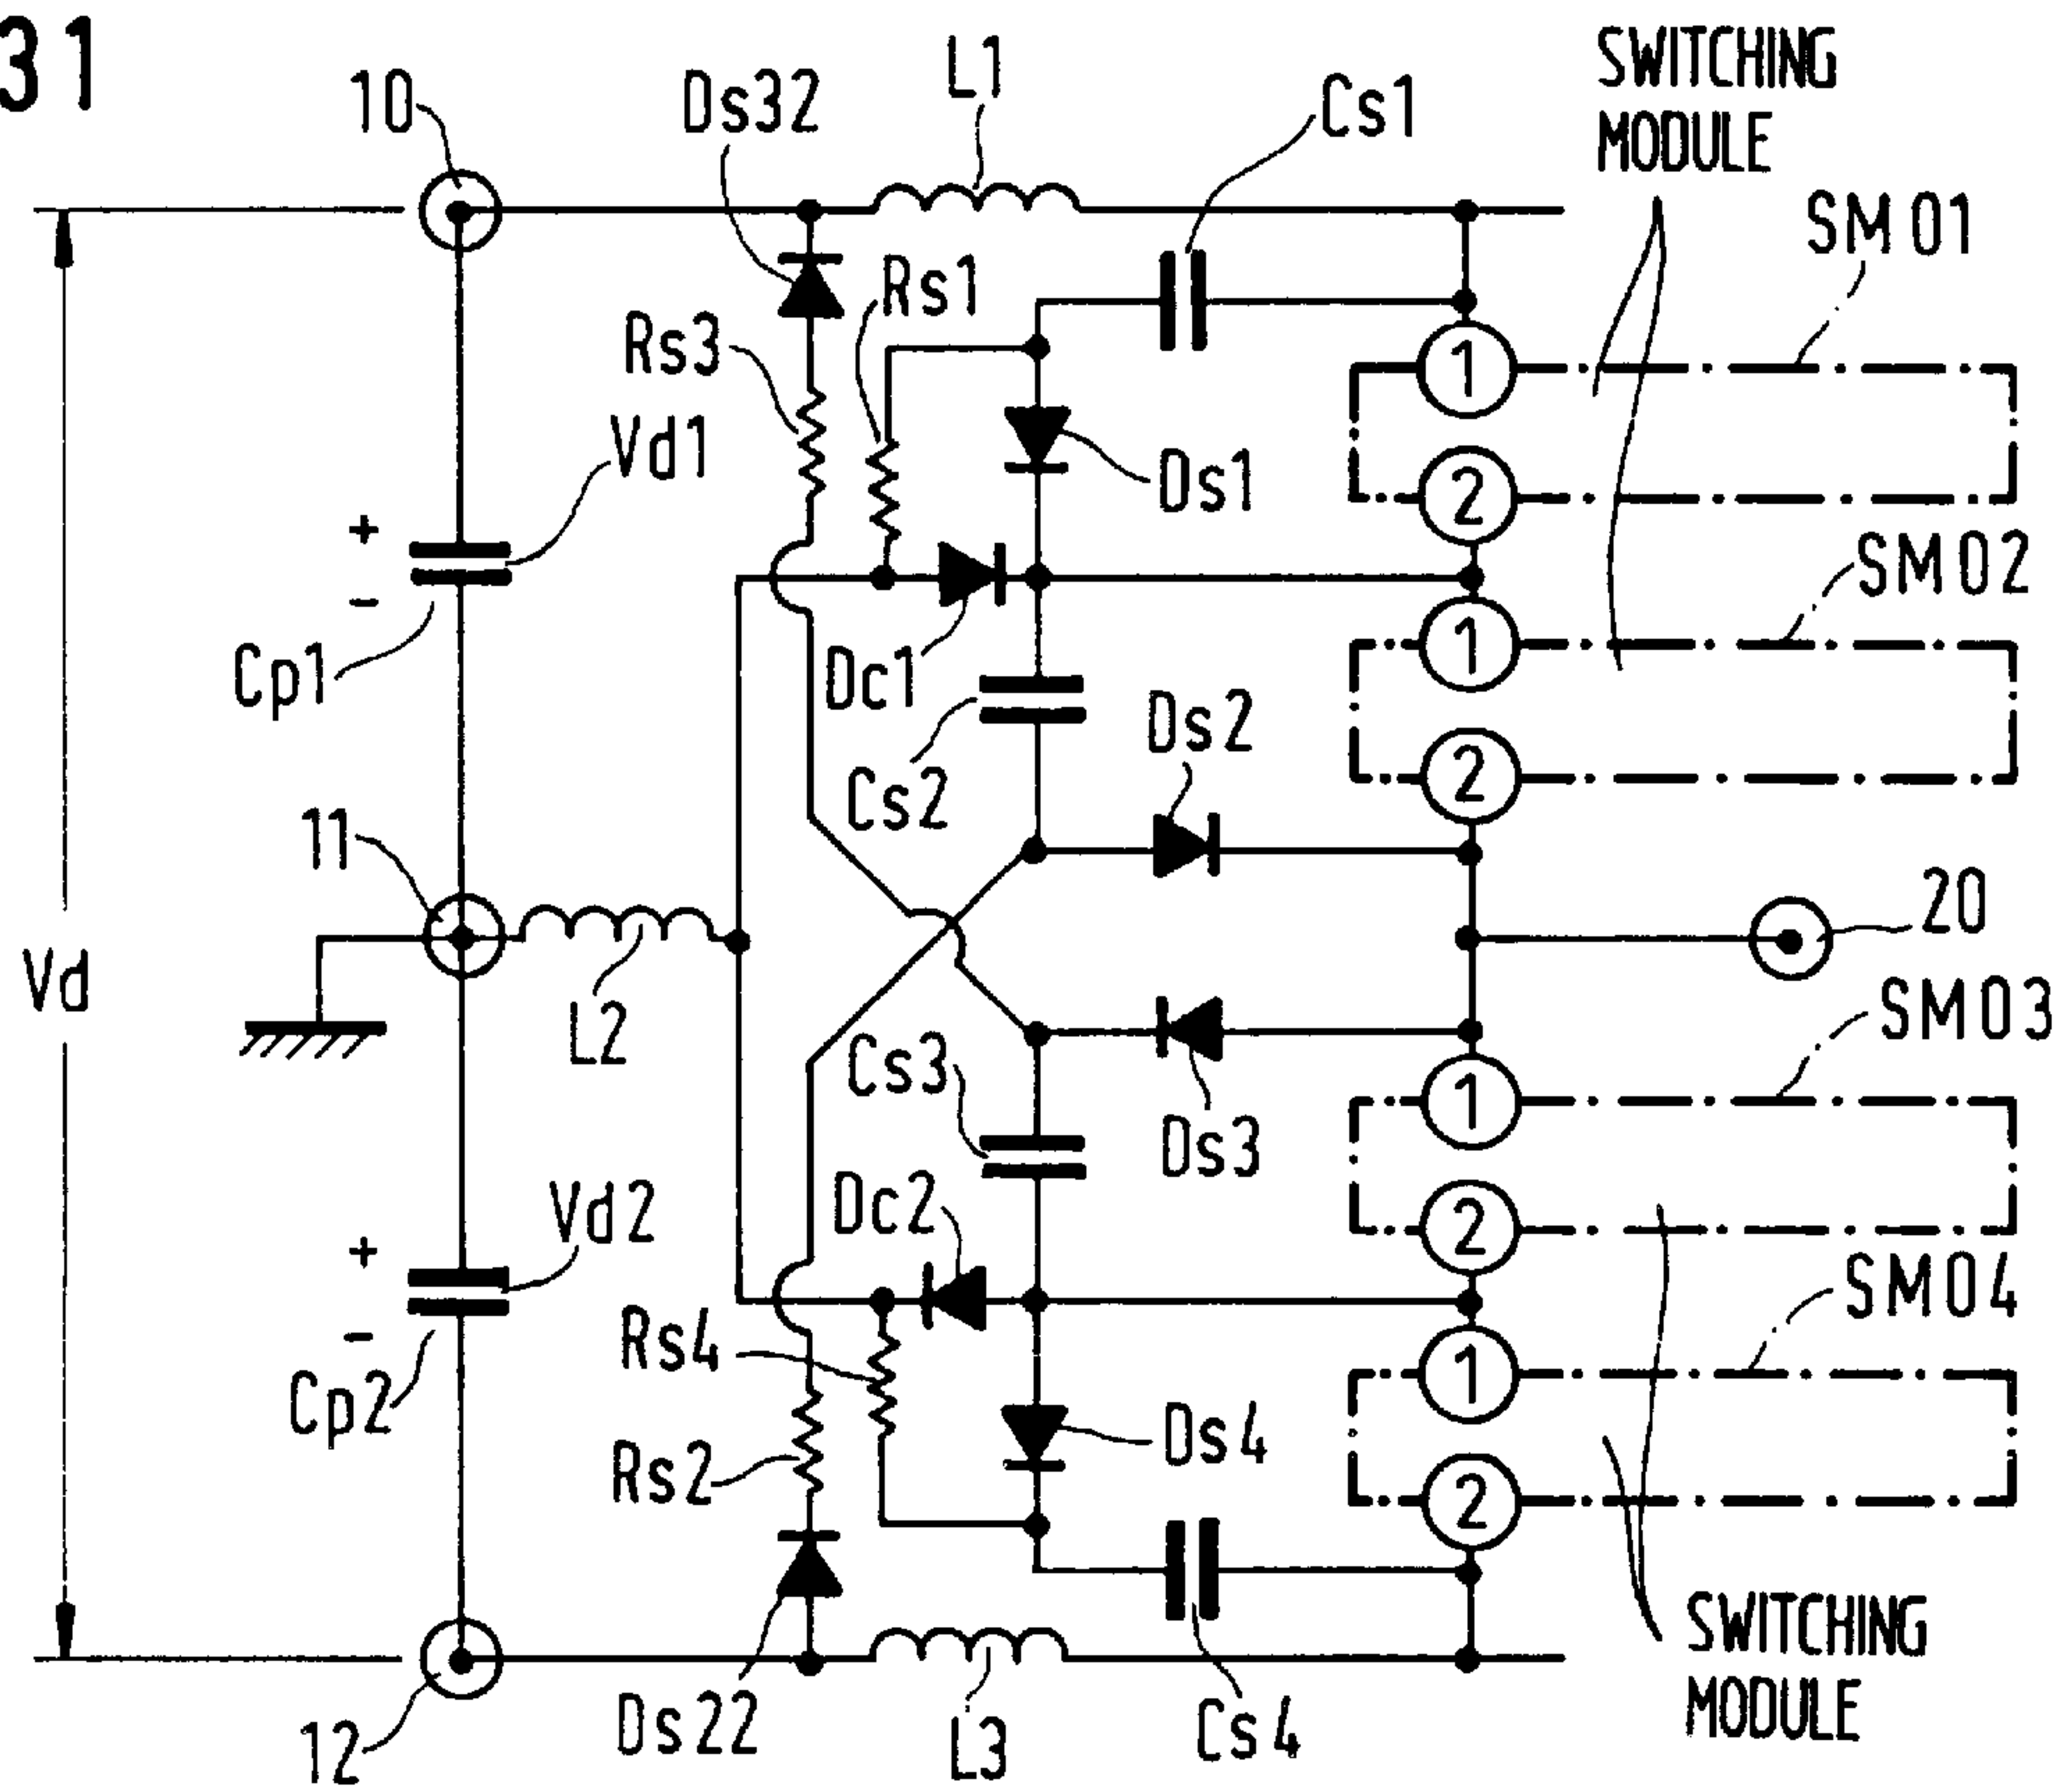 31
10
Ds32
L1
Cs1
SWITCHING
MODULE
SM01
Rs3
Rs1
1
Vd1
Ds1
2
+
-
SM02
Cp1
Dc1
1
Ds2
Cs2
2
11
20
Vd
L2
SM03
Cs3
1
Ds3
Dc2
Vd2
2
+
-
SM04
Rs4
1
Cp2
Ds4
Rs2
2
SWITCHING
MODULE
Ds22
L3
Cs4
12